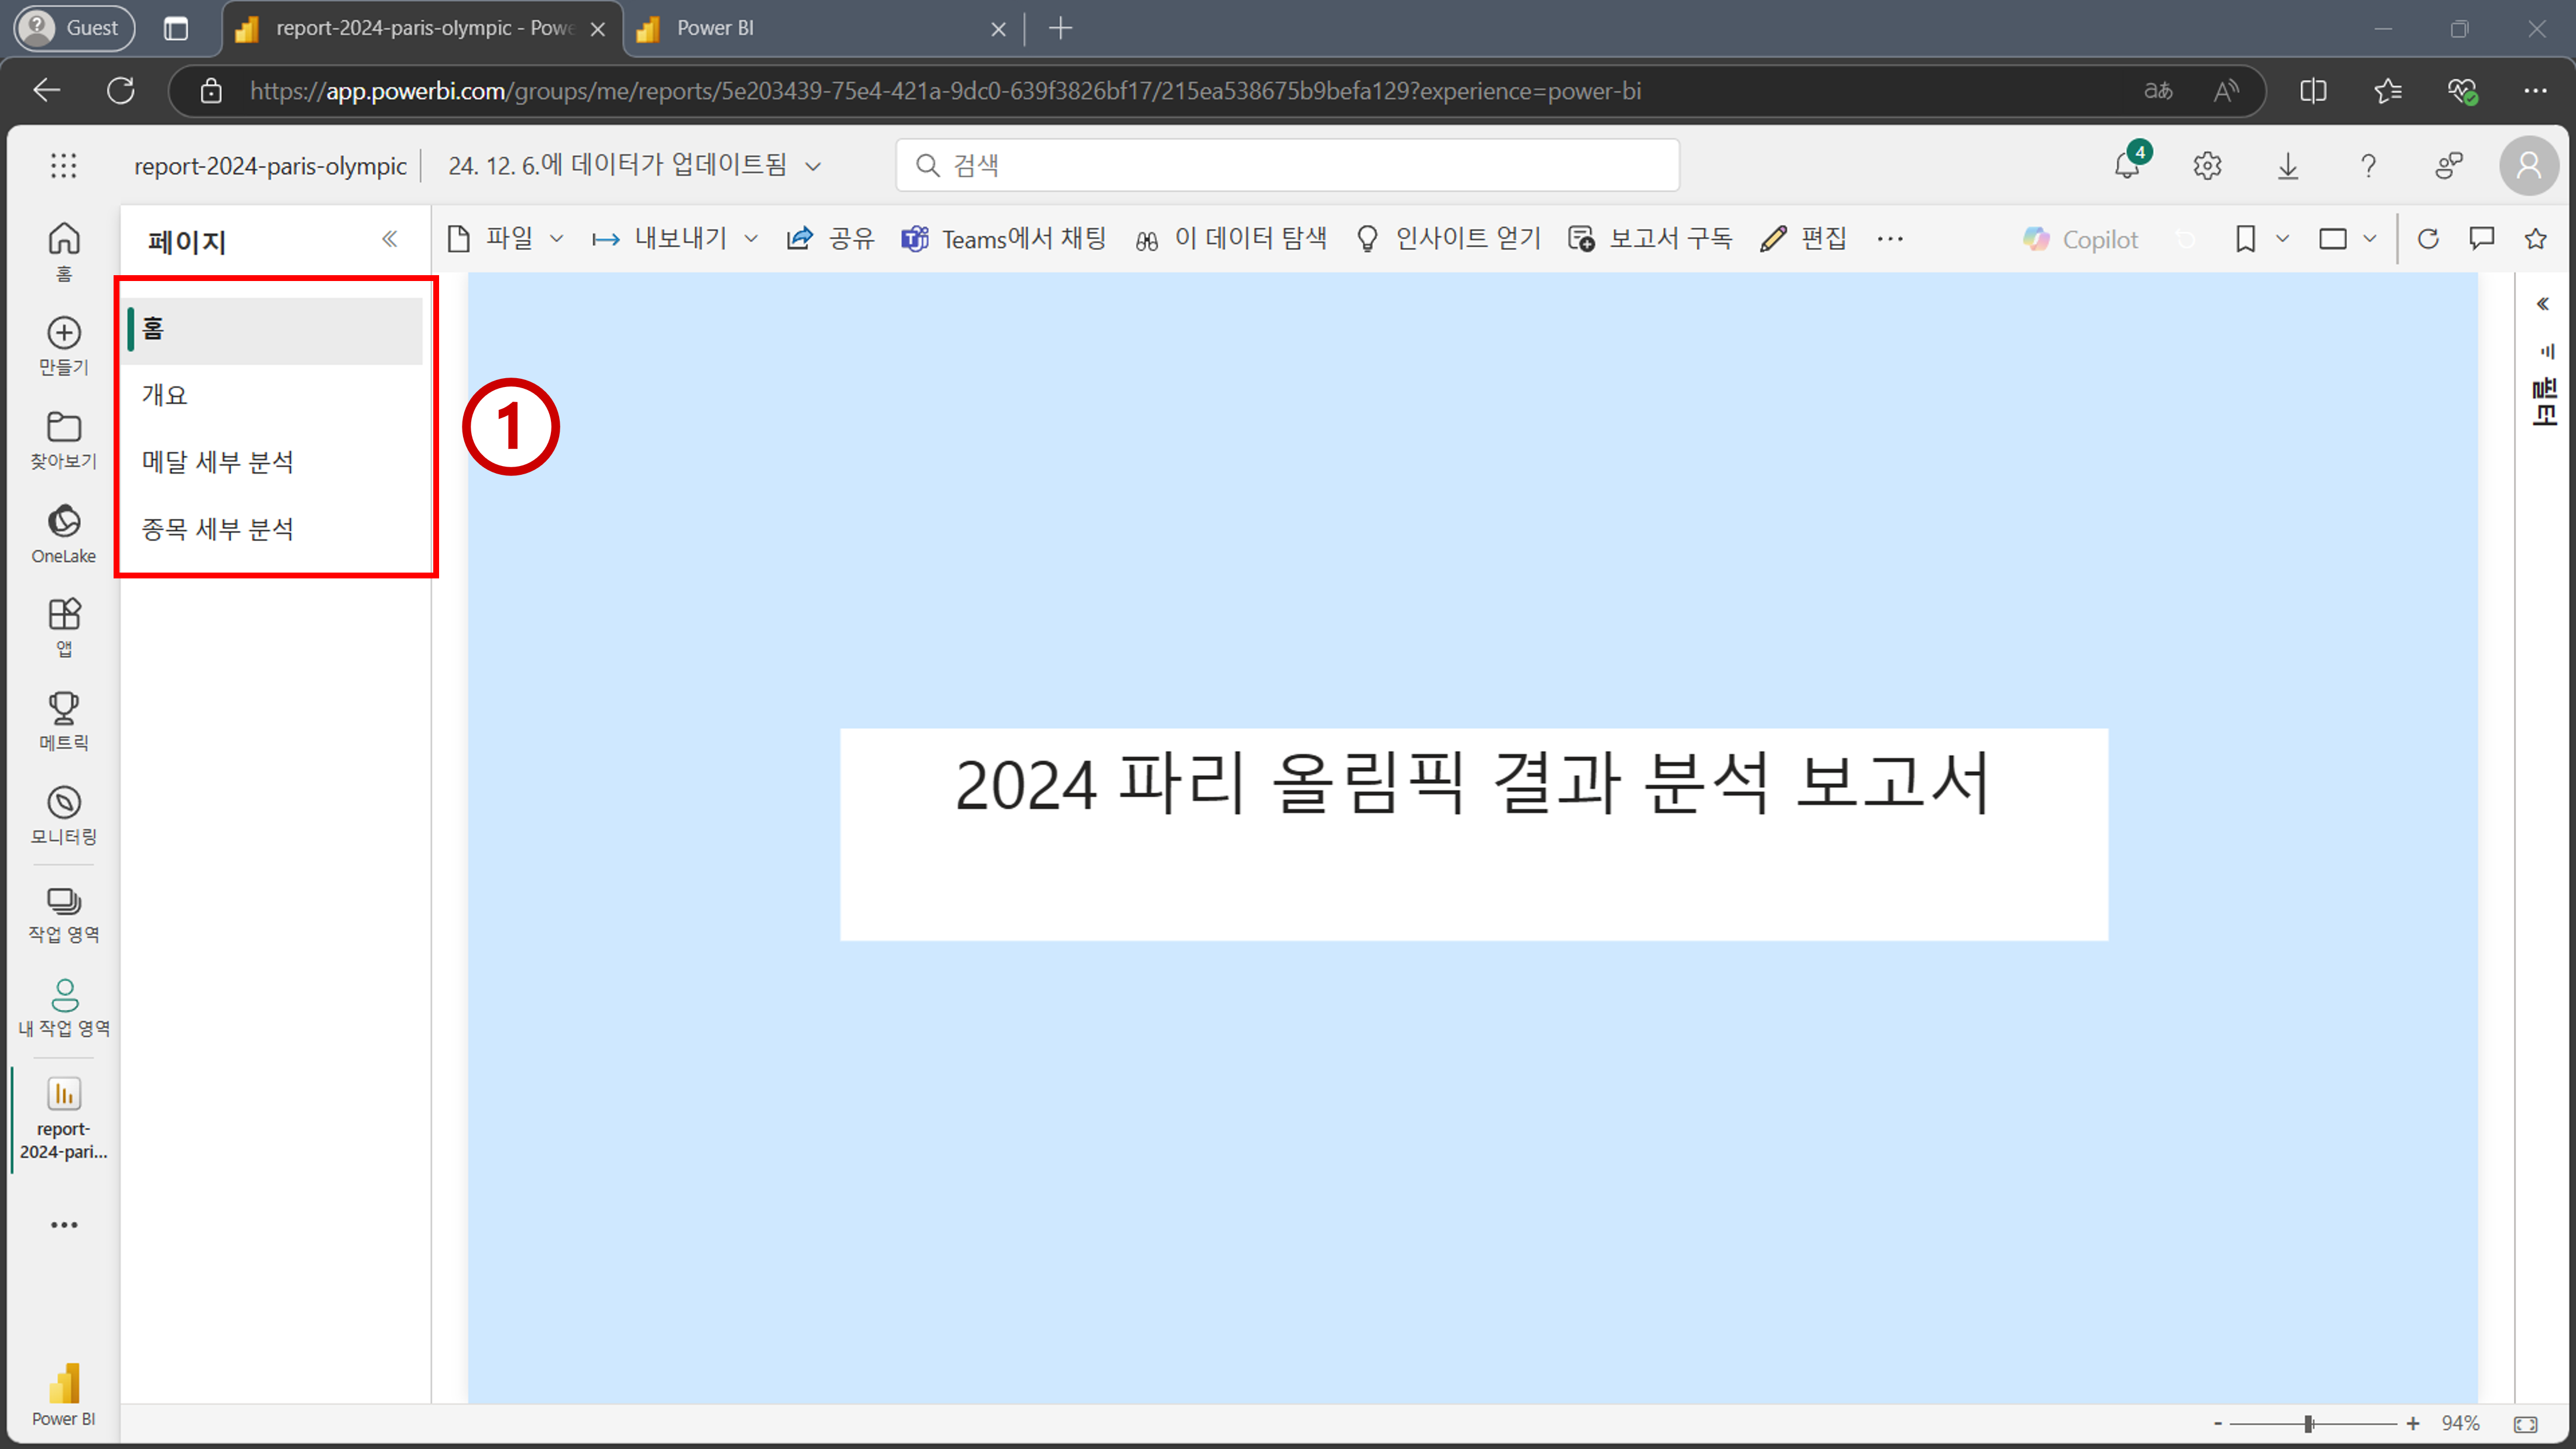 Guest
report-2024-paris-olympic - Powe
Power BI
https://app.powerbi.com/groups/me/reports/5e203439-75e4-421a-9dc0-639f3826bf17/215ea538675b9befa129?experience=power-bi
report-2024-paris-olympic
24. 12. 6.에 데이터가 업데이트됨
검색
4
홈
만들기
찾아보기
OneLake
앱
메트릭
모니터링
작업 영역
내 작업 영역
report-
2024-pari...
Power BI
페이지
홈
개요
메달 세부 분석
종목 세부 분석
1
파일
내보내기
공유
Teams에서 채팅
이 데이터 탐색
인사이트 얻기
보고서 구독
편집
Copilot
2024 파리 올림픽 결과 분석 보고서
필터
- + 94%